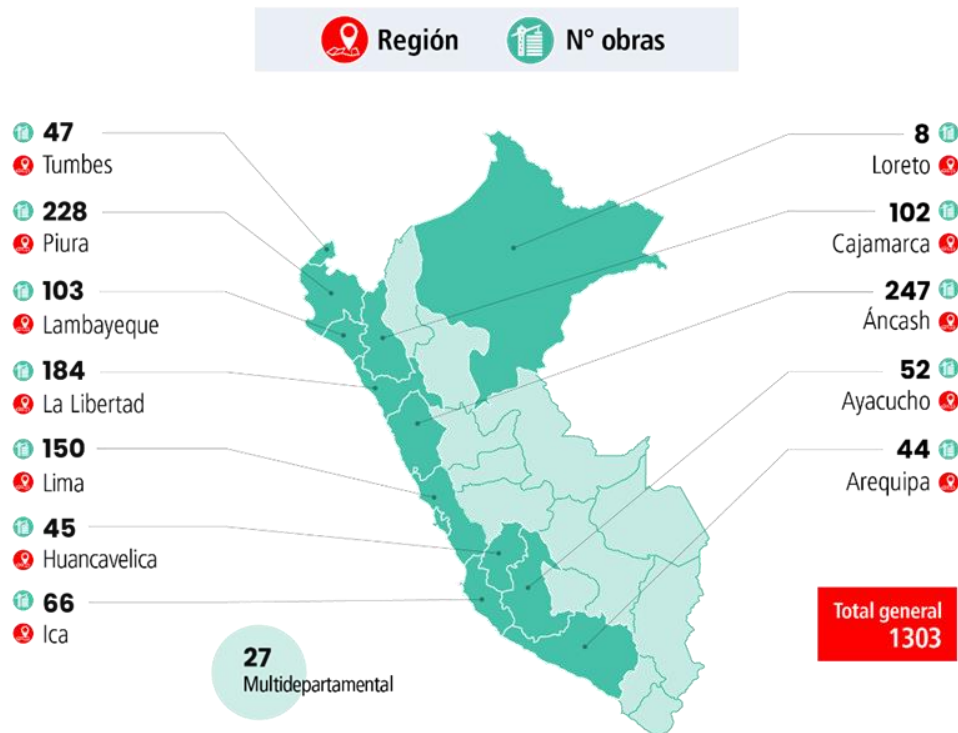 Región
N° obras
47
Tumbes
228
Piura
103
Lambayeque
184
La Libertad
150
Lima
45
Huancavelica
66
Ica
27
Multidepartamental
8
Loreto
102
Cajamarca
247
Áncash
52
Ayacucho
44
Arequipa
Total general
1303